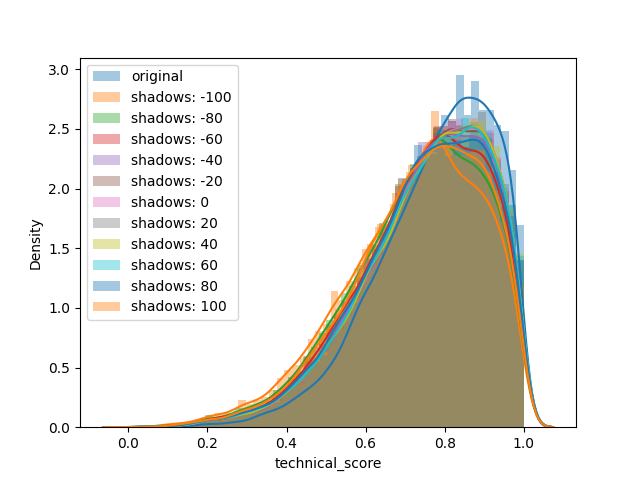 3.0
2.5
2.0
1.5
1.0
0.5
0.0
Density
original
shadows: -100
shadows: -80
shadows: -60
shadows: -40
shadows: -20
shadows: 0
shadows: 20
shadows: 40
shadows: 60
shadows: 80
shadows: 100
0.0 0.2 0.4 0.6 0.8 1.0
technical_score